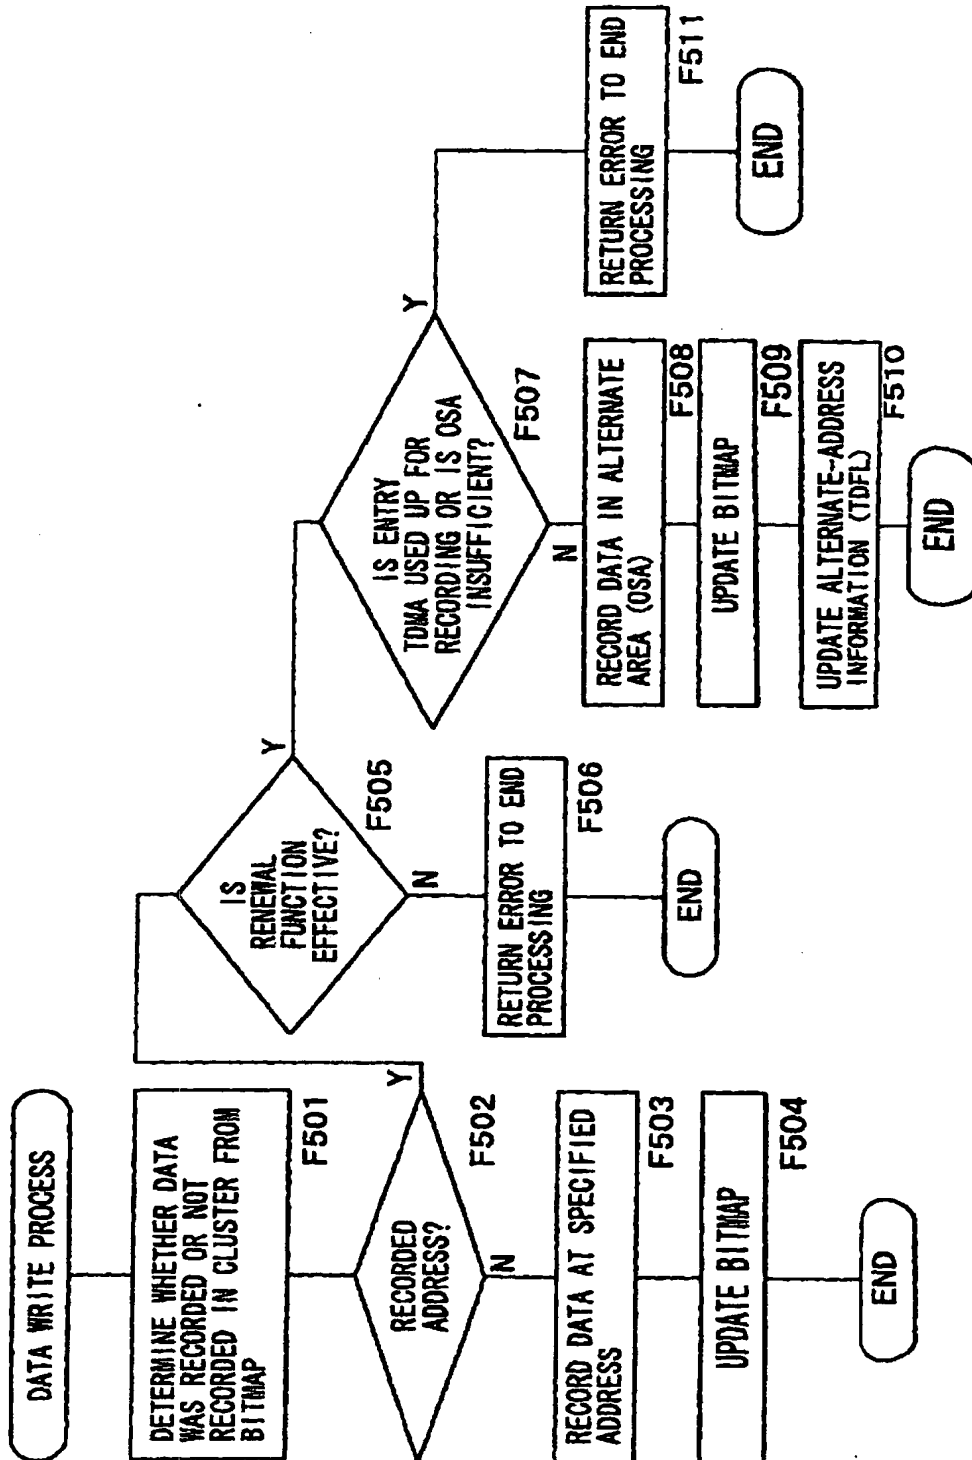 DATA WRITE PROCESS
DETERMINE WHETHER DATA
WAS RECORDED OR NOT
RECORDED IN CLUSTER FROM
BITMAP
F501
RECORDED
ADDRESS?
Y
F502
N
RECORD DATA AT SPECIFIED
ADDRESS
F503
UPDATE BITMAP
F504
END
IS
RENEWAL
FUNCTION
EFFECTIVE?
Y
F505
N
RETURN ERROR TO END
PROCESSING
F506
END
IS ENTRY
TDMA USED UP FOR
RECORDING OR IS OSA
INSUFFICIENT?
Y
F507
N
RECORD DATA IN ALTERNATE
AREA (OSA)
F508
UPDATE BITMAP
F509
UPDATE ALTERNATE-ADDRESS
INFORMATION (TDFL)
F510
END
RETURN ERROR TO END
PROCESSING
F511
END